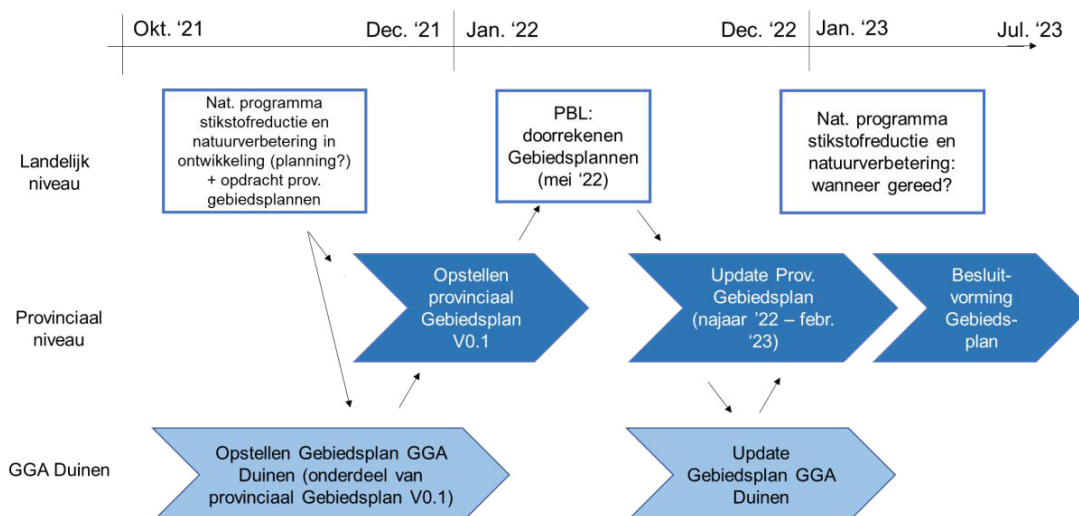 Okt. ‘21
Dec. ‘21
Jan. ‘22
Dec. ‘22
Jan. ‘23
Jul. ‘23
Landelijk
niveau
Nat. programma
stikstofreductie en
natuurverbetering in
ontwikkeling (planning?)
+ opdracht prov.
gebiedsplannen
PBL:
doorrekenen
Gebiedsplannen
(mei ‘22)
Nat. programma
stikstofreductie en
natuurverbetering:
wanneer gereed?
Provinciaal
niveau
Opstellen
provinciaal
Gebiedsplan
V0.1
Update Prov.
Gebiedsplan
(najaar ’22 – febr.
‘23)
Besluit-
vorming
Gebieds-
plan
GGA Duinen
Opstellen Gebiedsplan GGA
Duinen (onderdeel van
provinciaal Gebiedsplan V0.1)
Update
Gebiedsplan GGA
Duinen